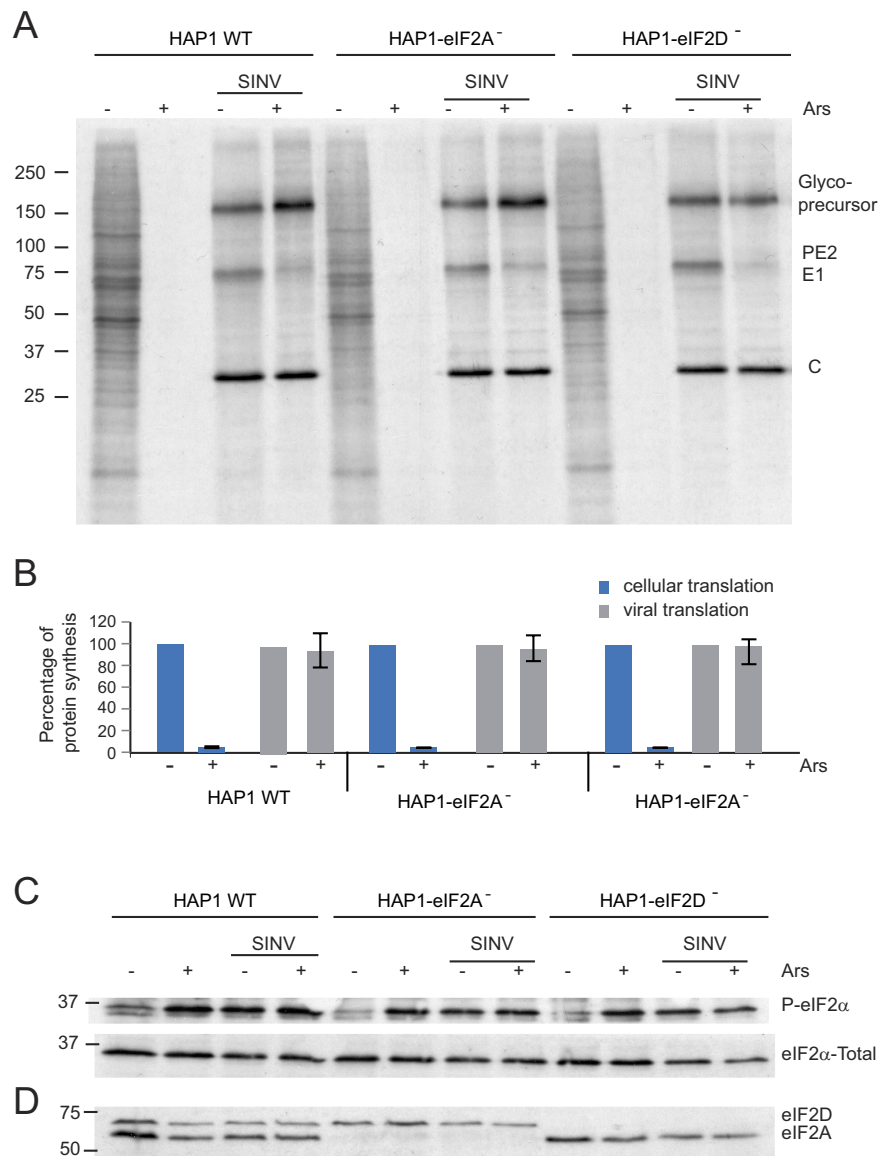 A
HAP1 WT HAP1-eIF2A⁻ HAP1-eIF2D⁻
SINV SINV SINV
- + - + - + - + - + - + Ars
250
150
100
75
50
37
25
Glyco-
precursor
PE2
E1
C
B
cellular translation
viral translation
Percentage of
protein synthesis
120
100
80
60
40
20
0
- + - + - + - + - + - + Ars
HAP1 WT HAP1-eIF2A⁻ HAP1-eIF2A⁻
C
HAP1 WT HAP1-eIF2A⁻ HAP1-eIF2D⁻
SINV SINV SINV
- + - + - + - + - + - + Ars
37 P-eIF2α
37 eIF2α-Total
D
75 eIF2D
eIF2A
50